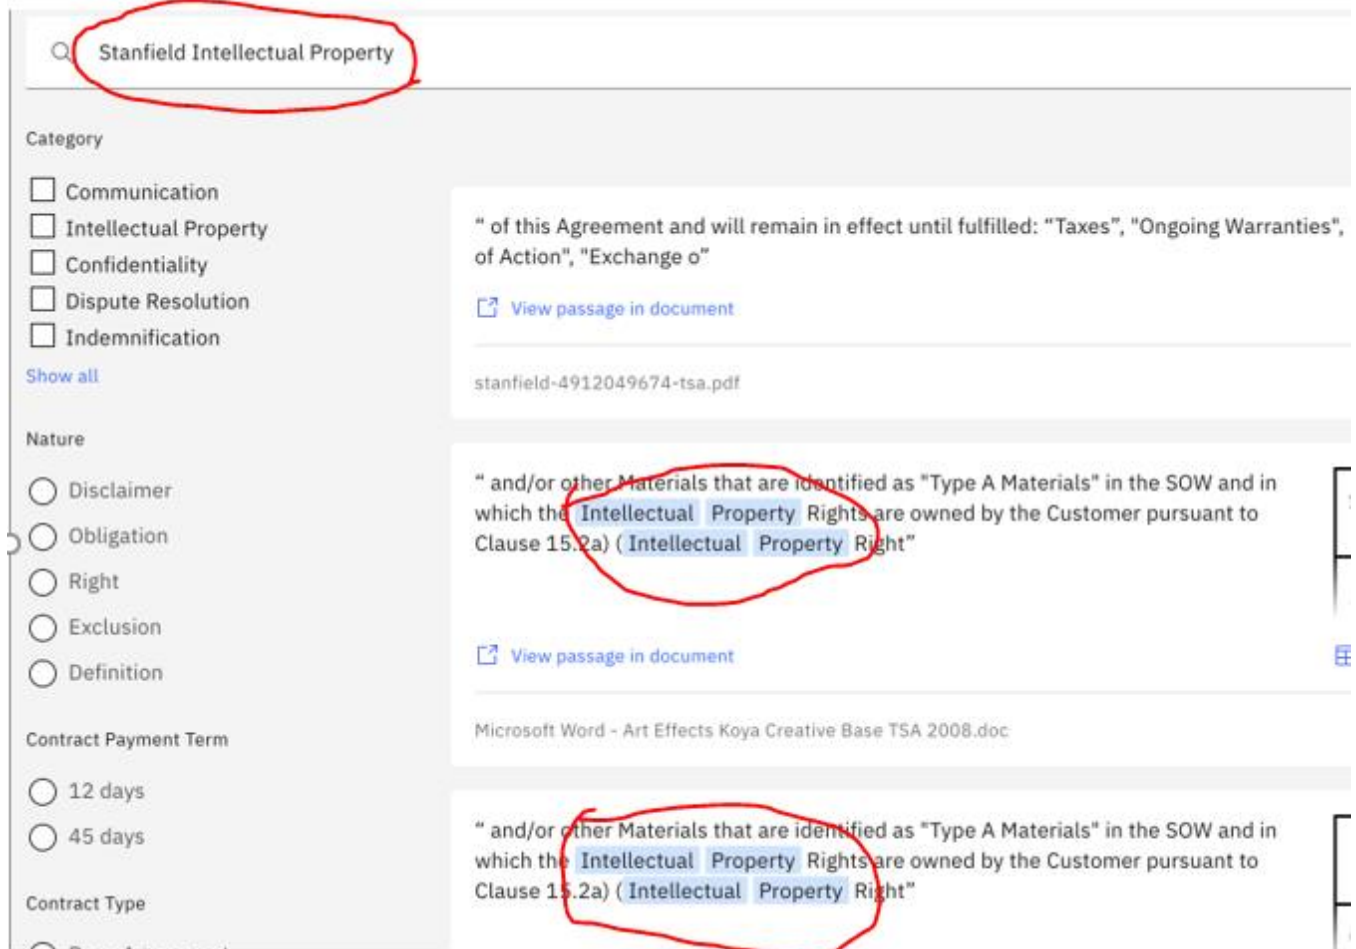 Stanfield Intellectual Property
Category
Communication
Intellectual Property
Confidentiality
Dispute Resolution
Indemnification
Show all
Nature
Disclaimer
Obligation
Right
Exclusion
Definition
Contract Payment Term
12 days
45 days
Contract Type
“ of this Agreement and will remain in effect until fulfilled: “Taxes”, "Ongoing Warranties",
of Action", "Exchange o”
View passage in document
stanfield-4912049674-tsa.pdf
“ and/or other Materials that are identified as "Type A Materials" in the SOW and in
which the Intellectual Property Rights are owned by the Customer pursuant to
Clause 15.2a) ( Intellectual Property Right”
View passage in document
Microsoft Word - Art Effects Koya Creative Base TSA 2008.doc
“ and/or other Materials that are identified as "Type A Materials" in the SOW and in
which the Intellectual Property Rights are owned by the Customer pursuant to
Clause 15.2a) ( Intellectual Property Right”